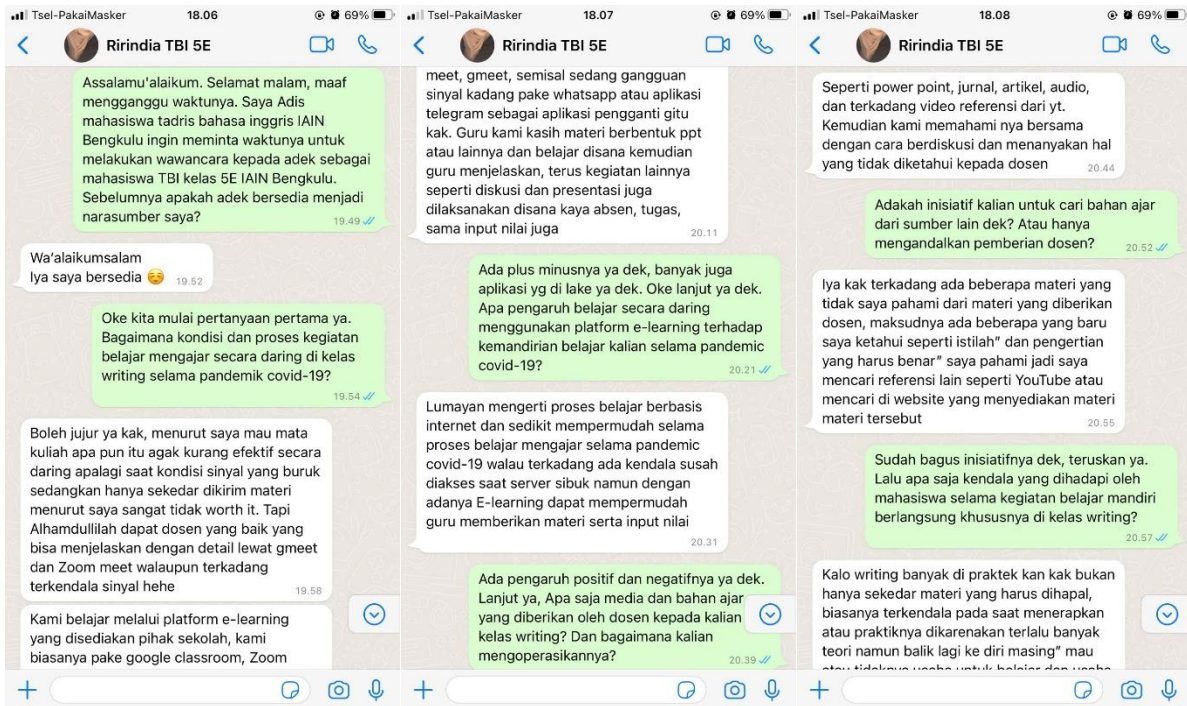 Tsel-PakaiMasker 18.06 69%
Ririndia TBI 5E
Assalamu'alaikum. Selamat malam, maaf
mengganggu waktunya. Saya Adis
mahasiswa tadris bahasa inggris IAIN
Bengkulu ingin meminta waktunya untuk
melakukan wawancara kepada adek sebagai
mahasiswa TBI kelas 5E IAIN Bengkulu.
Sebelumnya apakah adek bersedia menjadi
narasumber saya?
19.49
Wa'alaikumsalam
Iya saya bersedia ☺️ 19.52
Oke kita mulai pertanyaan pertama ya.
Bagaimana kondisi dan proses kegiatan
belajar mengajar secara daring di kelas
writing selama pandemik covid-19?
19.54
Boleh jujur ya kak, menurut saya mau mata
kuliah apa pun itu agak kurang efektif secara
daring apalagi saat kondisi sinyal yang buruk
sedangkan hanya sekedar dikirim materi
menurut saya sangat tidak worth it. Tapi
Alhamdullilah dapat dosen yang baik yang
bisa menjelaskan dengan detail lewat gmeet
dan Zoom meet walaupun terkadang
terkendala sinyal hehe 19.58
Kami belajar melalui platform e-learning
yang disediakan pihak sekolah, kami
biasanya pake google classroom, Zoom
Tsel-PakaiMasker 18.07 69%
Ririndia TBI 5E
meet, gmeet, semisal sedang gangguan
sinyal kadang pake whatsapp atau aplikasi
telegram sebagai aplikasi pengganti gitu
kak. Guru kami kasih materi berbentuk ppt
atau lainnya dan belajar disana kemudian
guru menjelaskan, terus kegiatan lainnya
seperti diskusi dan presentasi juga
dilaksanakan disana kaya absen, tugas,
sama input nilai juga 20.11
Ada plus minusnya ya dek, banyak juga
aplikasi yg di lake ya dek. Oke lanjut ya dek.
Apa pengaruh belajar secara daring
menggunakan platform e-learning terhadap
kemandirian belajar kalian selama pandemic
covid-19?
20.21
Lumayan mengerti proses belajar berbasis
internet dan sedikit mempermudah selama
proses belajar mengajar selama pandemic
covid-19 walau terkadang ada kendala susah
diakses saat server sibuk namun dengan
adanya E-learning dapat mempermudah
guru memberikan materi serta input nilai
20.31
Ada pengaruh positif dan negatifnya ya dek.
Lanjut ya, Apa saja media dan bahan ajar
yang diberikan oleh dosen kepada kalian
kelas writing? Dan bagaimana kalian
mengoperasikannya?
20.39
Tsel-PakaiMasker 18.08 69%
Ririndia TBI 5E
Seperti power point, jurnal, artikel, audio,
dan terkadang video referensi dari yt.
Kemudian kami memahami nya bersama
dengan cara berdiskusi dan menanyakan hal
yang tidak diketahui kepada dosen 20.44
Adakah inisiatif kalian untuk cari bahan ajar
dari sumber lain dek? Atau hanya
mengandalkan pemberian dosen? 20.52
Iya kak terkadang ada beberapa materi yang
tidak saya pahami dari materi yang diberikan
dosen, maksudnya ada beberapa yang baru
saya ketahui seperti istilah" dan pengertian
yang harus benar" saya pahami jadi saya
mencari referensi lain seperti YouTube atau
mencari di website yang menyediakan materi
materi tersebut 20.55
Sudah bagus inisiatifnya dek, teruskan ya.
Lalu apa saja kendala yang dihadapi oleh
mahasiswa selama kegiatan belajar mandiri
berlangsung khususnya di kelas writing?
20.57
Kalo writing banyak di praktek kan kak bukan
hanya sekedar materi yang harus dihapal,
biasanya terkendala pada saat menerapkan
atau praktiknya dikarenakan terlalu banyak
teori namun balik lagi ke diri masing" mau